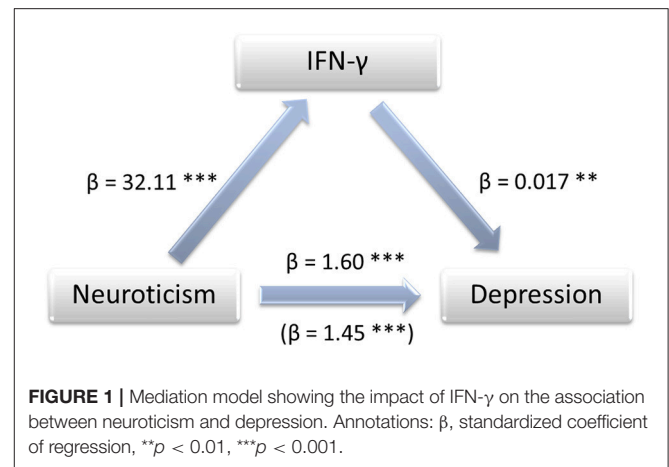 IFN-γ
β = 32.11 ***
β = 0.017 **
β = 1.60 ***
Neuroticism
Depression
(β = 1.45 ***)
FIGURE 1 | Mediation model showing the impact of IFN-γ on the association
between neuroticism and depression. Annotations: β, standardized coefficient
of regression, **p < 0.01, ***p < 0.001.